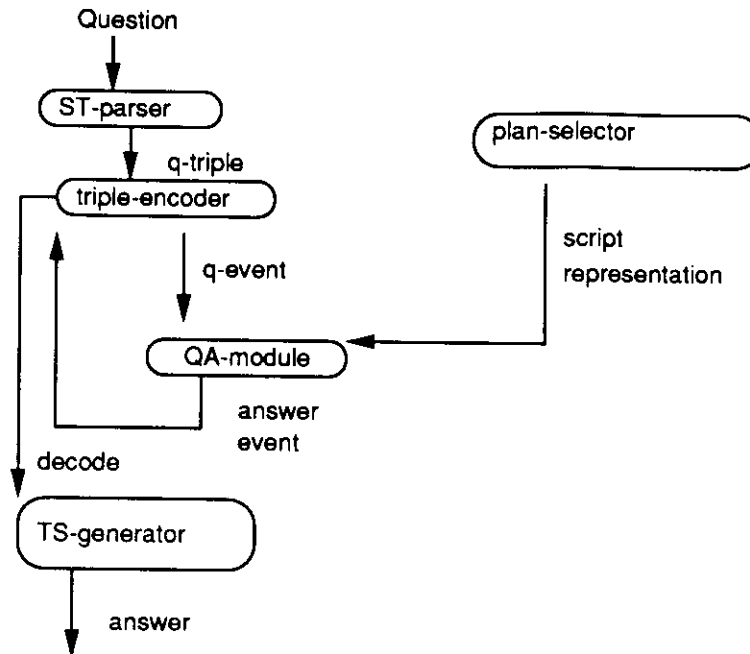 Question
ST-parser
plan-selector
q-triple
triple-encoder
script
representation
q-event
QA-module
answer
event
decode
TS-generator
answer